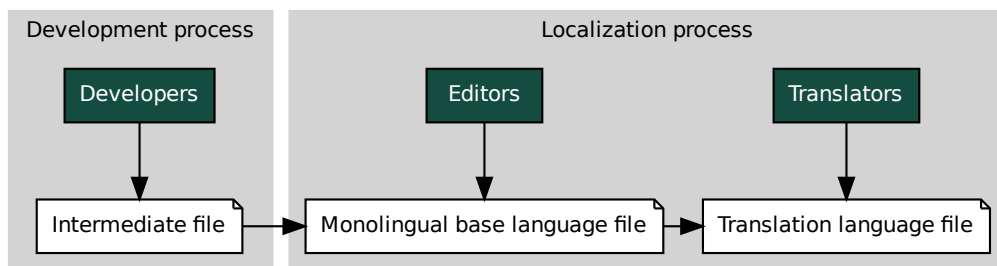 Development process
Localization process
Developers
Editors
Translators
Intermediate file
Monolingual base language file
Translation language file